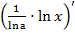 (1/lna · ln x)′